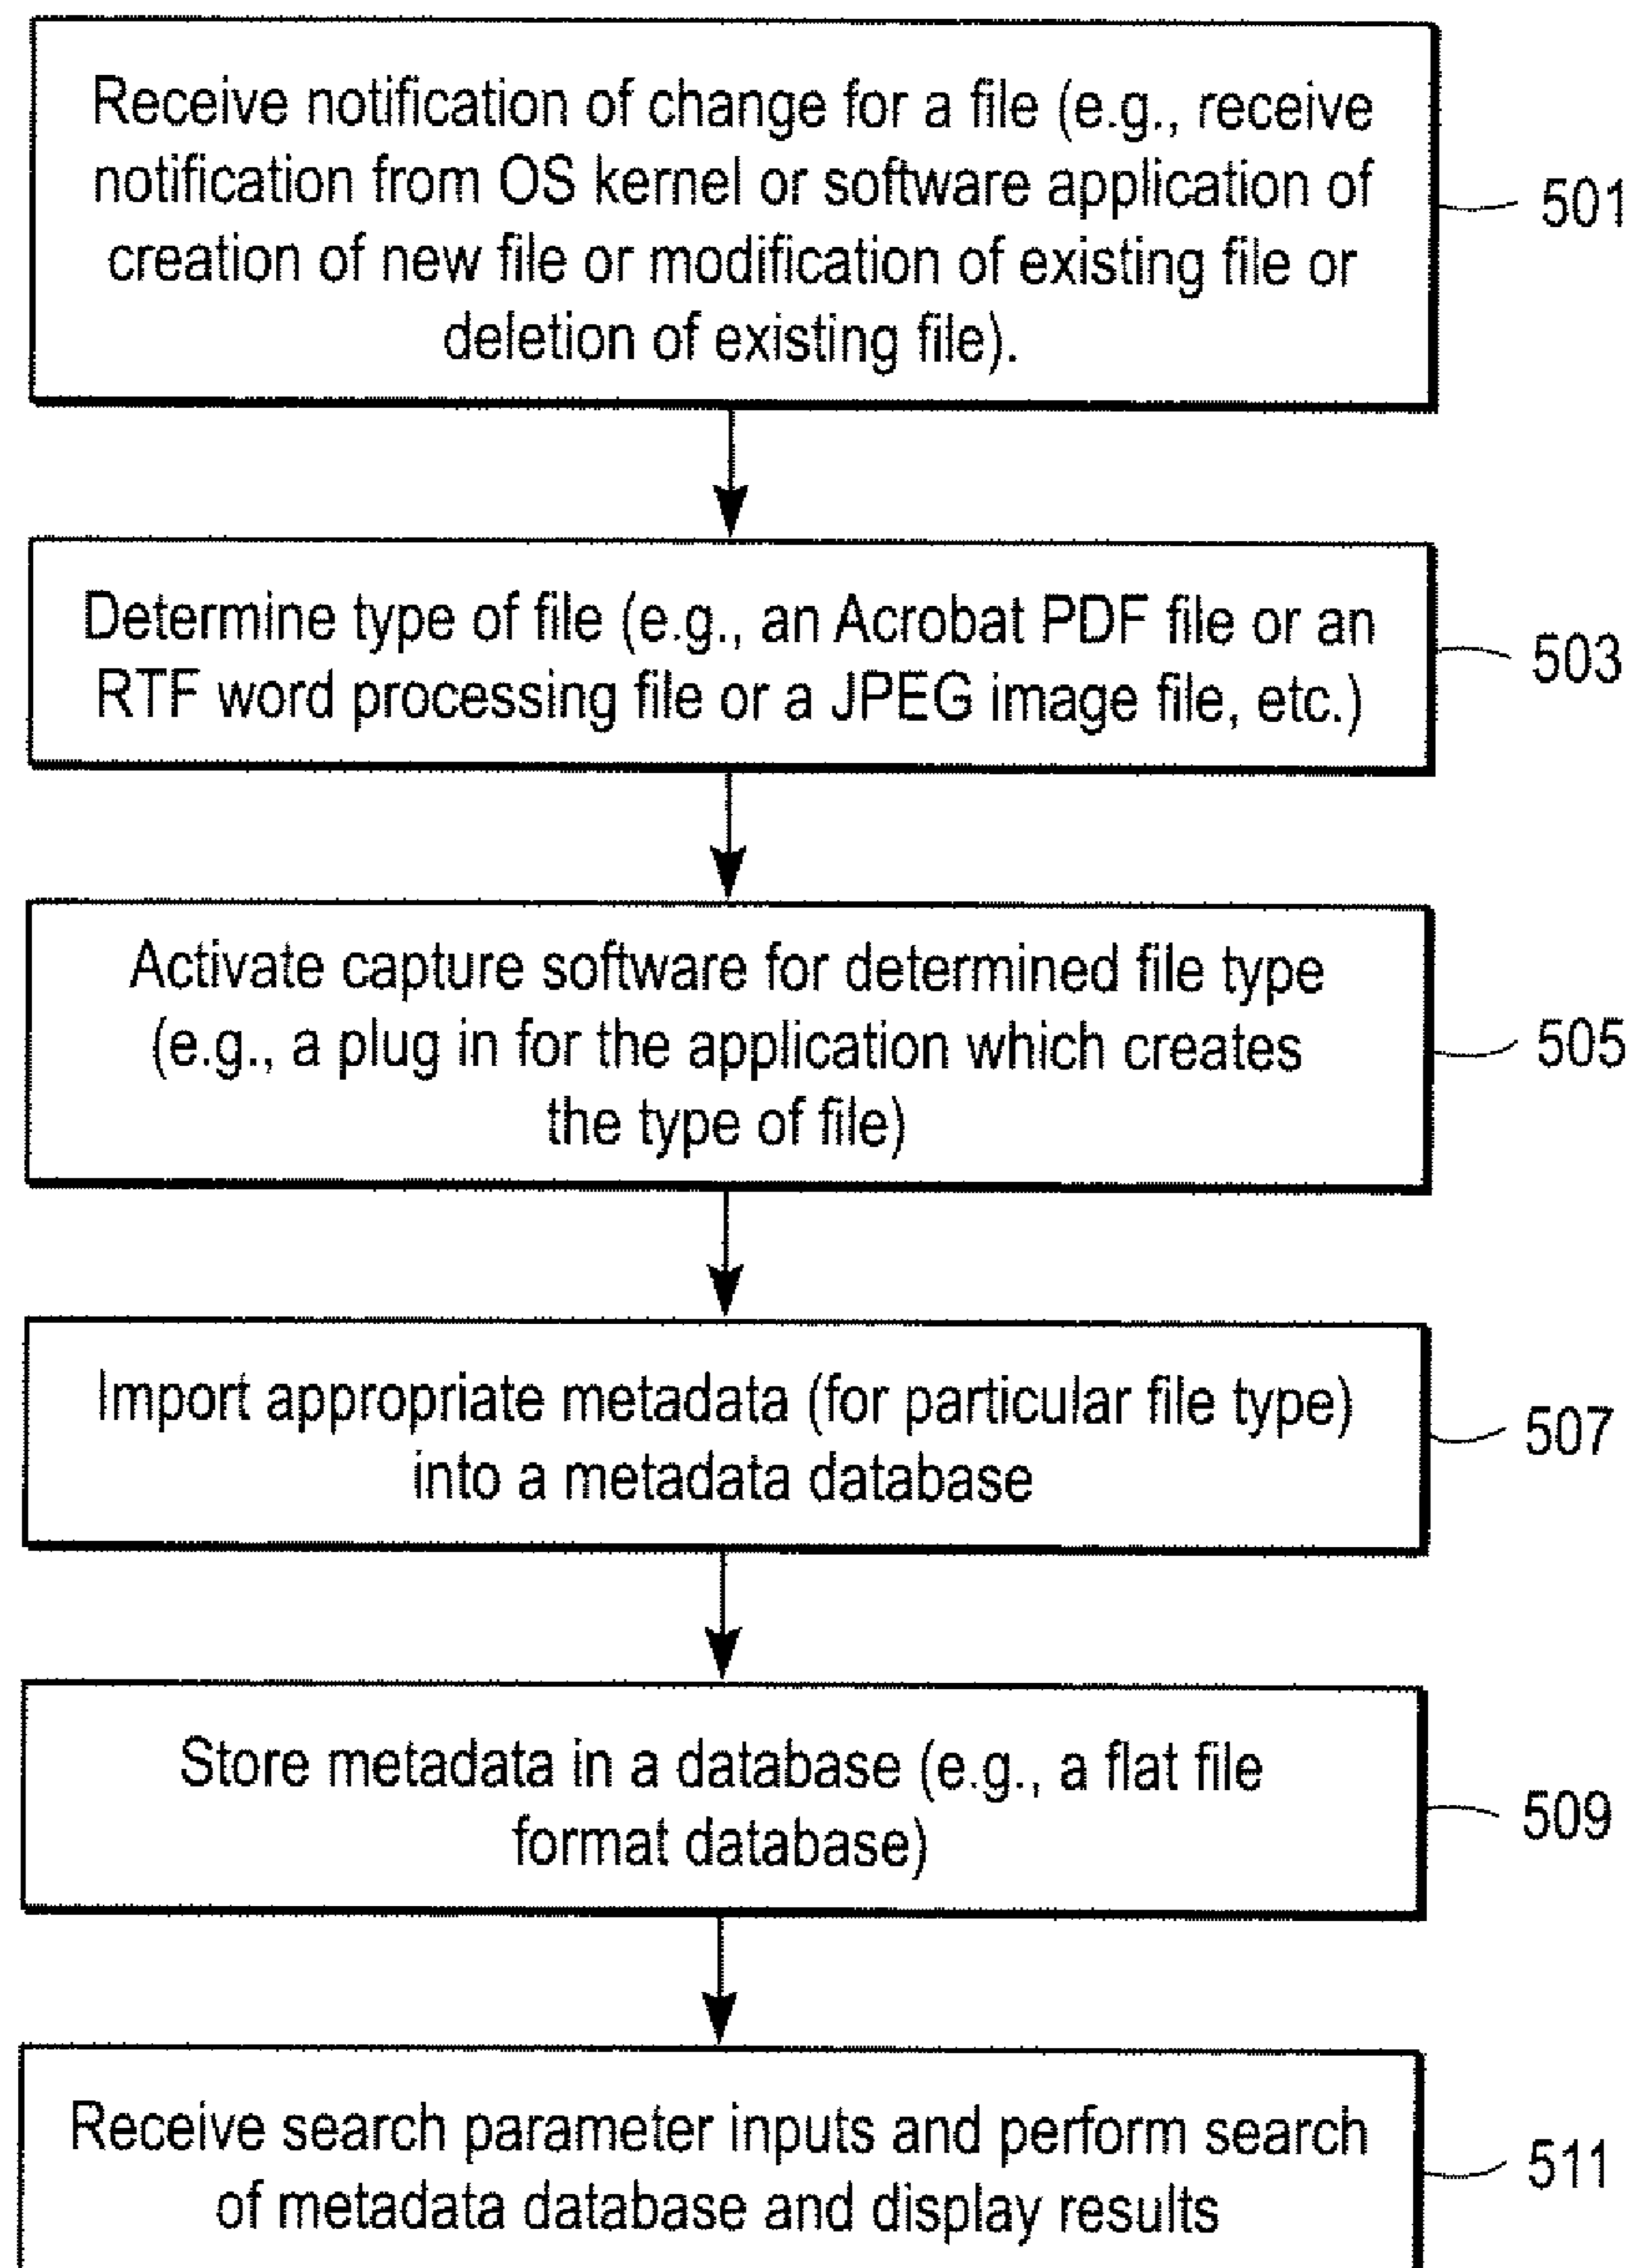 Receive notification of change for a file (e.g., receive
notification from OS kernel or software application of
creation of new file or modification of existing file or
deletion of existing file).
501
Determine type of file (e.g., an Acrobat PDF file or an
RTF word processing file or a JPEG image file, etc.)
503
Activate capture software for determined file type
(e.g., a plug in for the application which creates
the type of file)
505
Import appropriate metadata (for particular file type)
into a metadata database
507
Store metadata in a database (e.g., a flat file
format database)
509
Receive search parameter inputs and perform search
of metadata database and display results
511